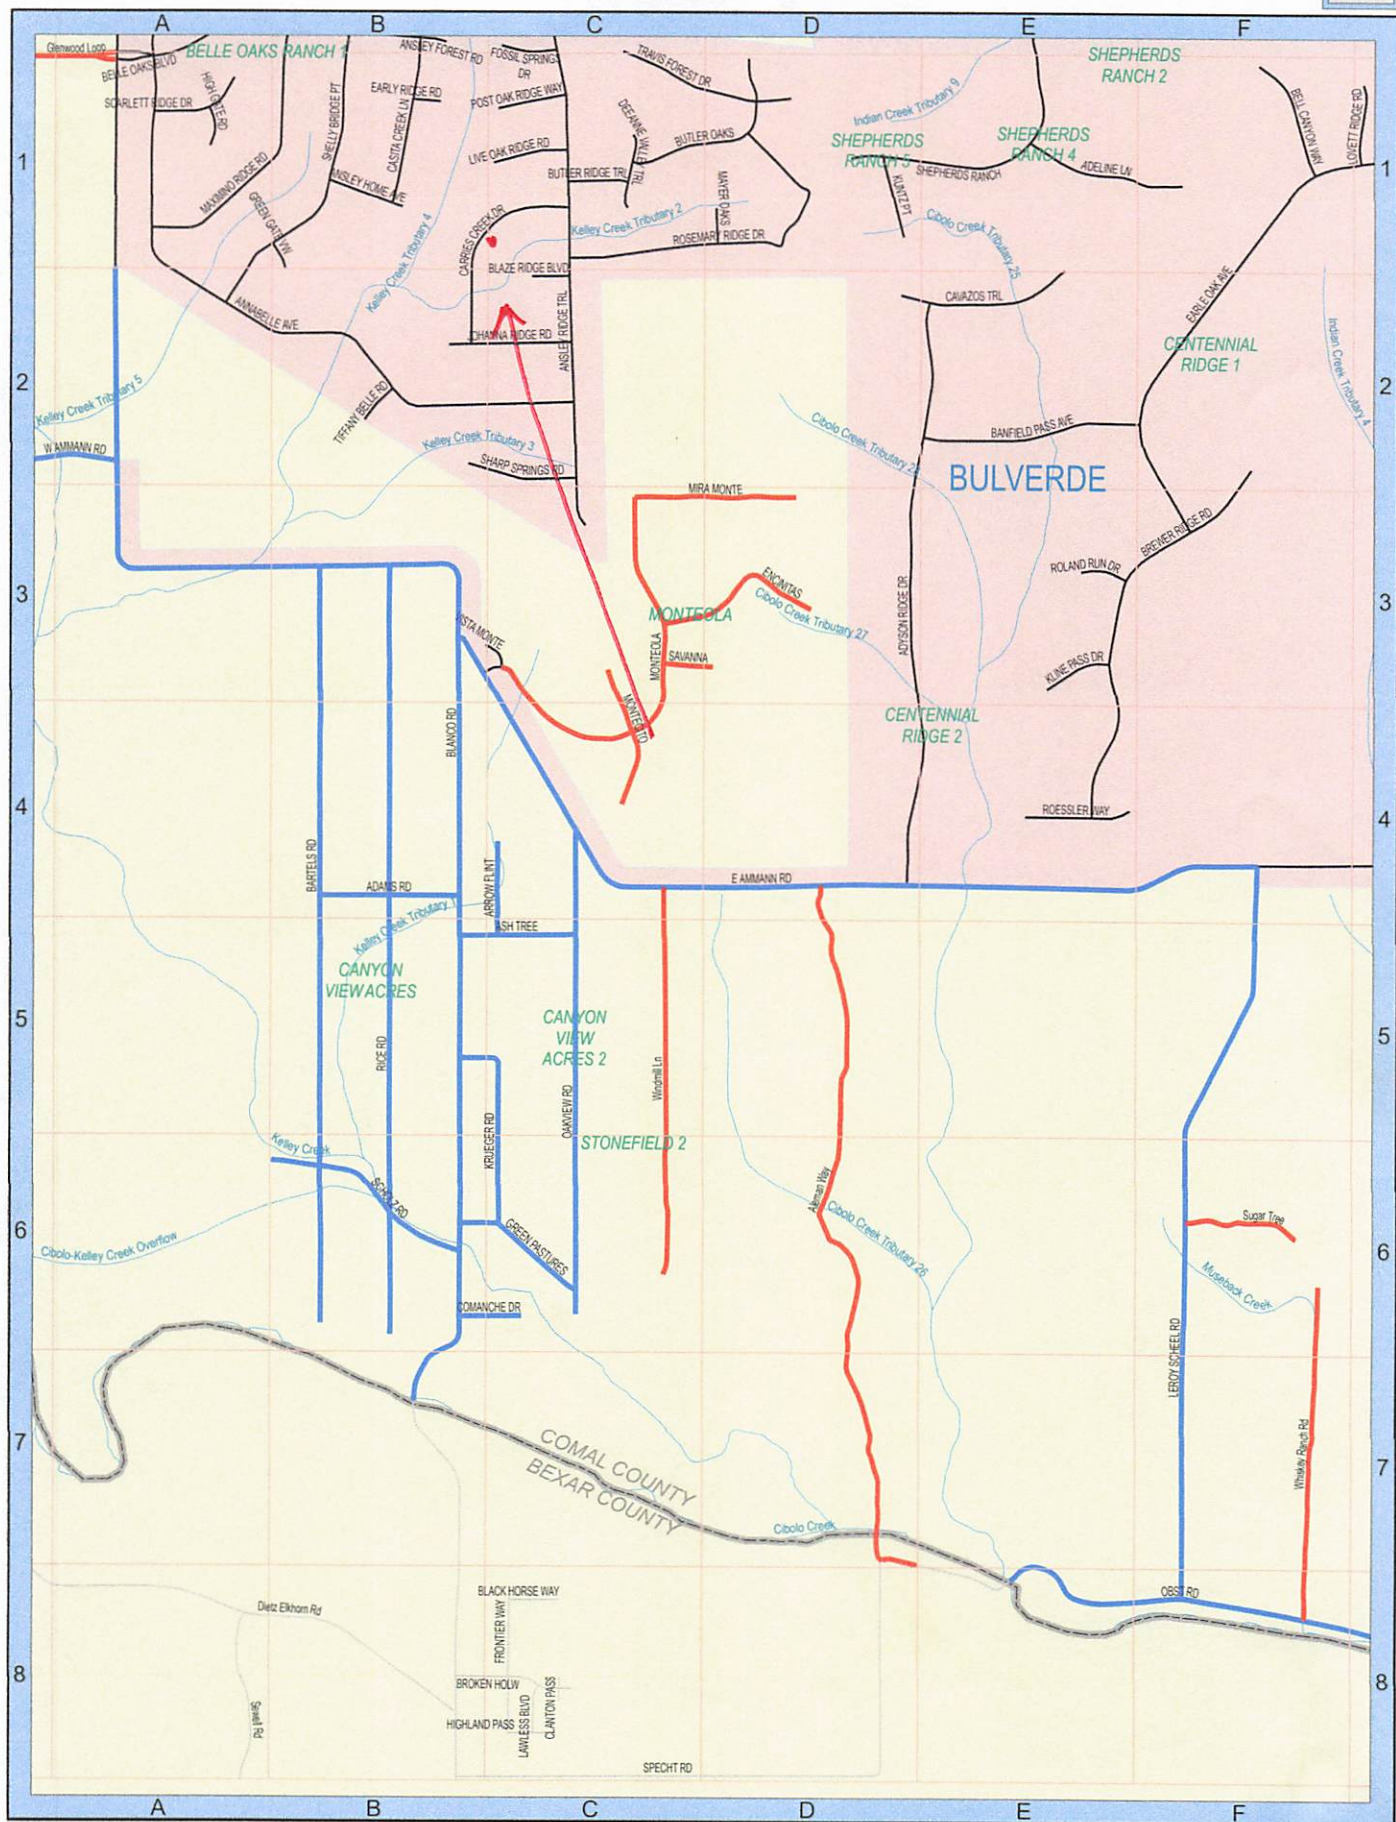 A B C D E F
Glenwood Loop
BELLE OAKS BLVD
BELLE OAKS RANCH 1
ANSLEY FOREST RD
FOSSIL SPRINGS
DR
TRAVIS FOREST DR
SHEPHERDS
RANCH 2
SCARLETT RIDGE DR
HIGH GATE RD
SHELLY BRIDGE PT
EARLY RIDGE RD
CASITA CREEK LN
POST OAK RIDGE WAY
Indian Creek Tributary 9
BELL CANYON WAY
LOVETT RIDGE RD
1
LIVE OAK RIDGE RD
BUTLER OAKS
SHEPHERDS
RANCH 5
SHEPHERDS
RANCH 4
1
MAXIMINO RIDGE RD
ANSLEY HOME AVE
BUTLER RIDGE TRL
SHEPHERDS RANCH
ADELINE LN
KUNTZ PT
MAYER OAKS
GREEN GATE VW
Kelley Creek Tributary 4
CARRIES CREEK DR
Kelley Creek Tributary 2
ROSEMARY RIDGE DR
Cibolo Creek Tributary 25
BLAZE RIDGE BLVD
CAVAZOS TRL
EARLE OAK AVE
ANNABELLE AVE
JOHANNA RIDGE RD
ANSLEY RIDGE TRL
CENTENNIAL
RIDGE 1
Indian Creek Tributary 4
2
2
Kelley Creek Tributary 5
TIFFANY BELLE RD
Kelley Creek Tributary 3
W AMMANN RD
SHARP SPRINGS RD
BANFIELD PASS AVE
BULVERDE
MIRA MONTE
BREWER RIDGE RD
ROLAND RUN DR
3
ENCINITAS
Cibolo Creek Tributary 27
3
MONTEOLA
VISTA MONTE
MONTEOLA
SAVANNA
ADYSON RIDGE DR
KLINE PASS DR
MONTECITO
BLANCO RD
CENTENNIAL
RIDGE 2
4
ROESSLER WAY
4
BARTELS RD
ADAMS RD
ARROW FLINT
E AMMANN RD
Kelley Creek Tributary 1
ASH TREE
CANYON
VIEW ACRES
5
CANYON
VIEW
ACRES 2
5
RICE RD
KRUEGER RD
OAKVIEW RD
Windmill Ln
STONEFIELD 2
Kelley Creek
SCHOLZ RD
Aleman Way
Cibolo Creek Tributary 26
Sugar Tree
6
GREEN PASTURES
6
Cibolo-Kelley Creek Overflow
Museback Creek
COMANCHE DR
LEROY SCHEEL RD
7
COMAL COUNTY
BEXAR COUNTY
Whiskey Ranch Rd
7
Cibolo Creek
BLACK HORSE WAY
OBST RD
Dietz Elkhorn Rd
FRONTIER WAY
8
BROKEN HOLW
8
Sewell Rd
HIGHLAND PASS
LAWLESS BLVD
CLANTON PASS
SPECHT RD
A B C D E F